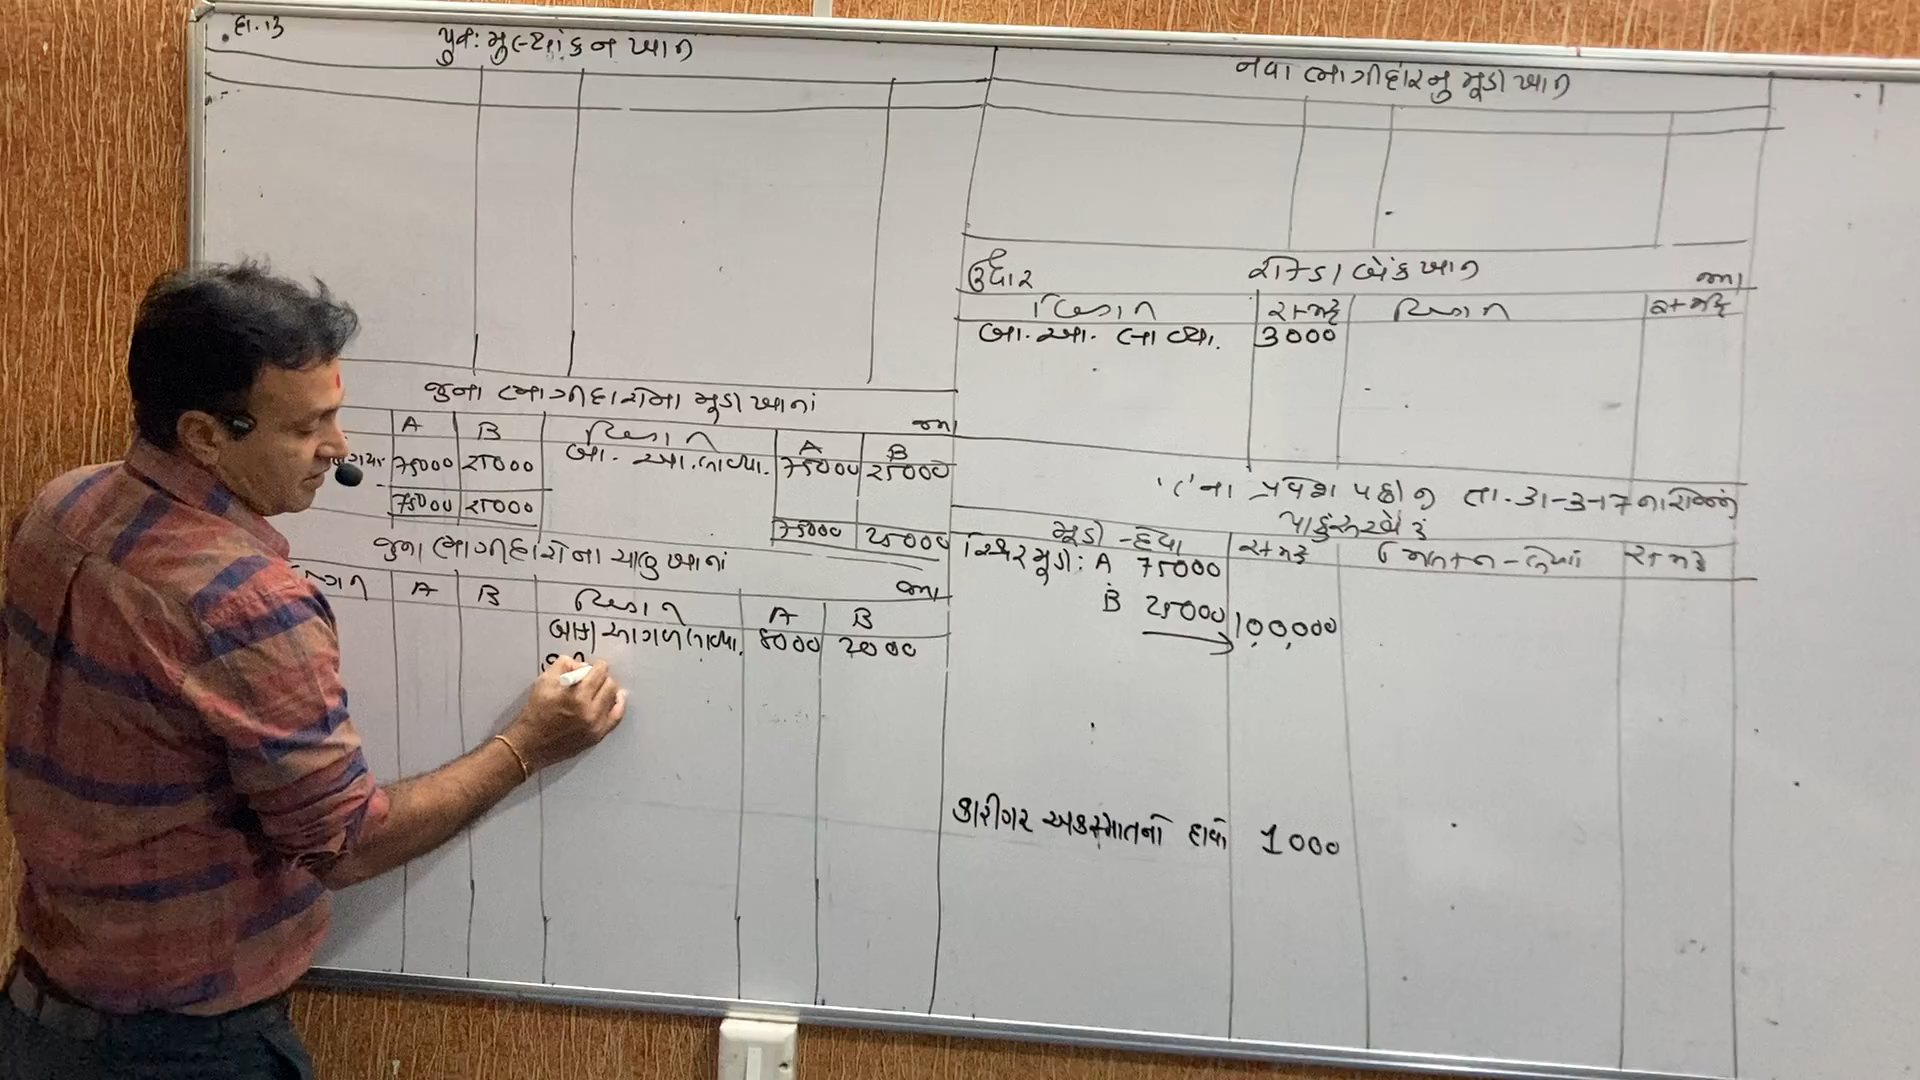 દા.૧૩
પુનઃમુલ્યાંકન ખાતુ
જુના ભાગીદારોના મૂડી ખાતાં
જમા
A B વિગત A B
75000 25000 બા. આ. લાવ્યા. 75000 25000
75000 25000
75000 25000
જુના ભાગીદારોના ચાલુ ખાતાં
જમા
A B વિગત A B
બાકી આગળ લાવ્યા. 8000 2000
નવા ભાગીદારનુ મૂડી ખાતુ
ઉધાર રોકડ/બેંક ખાતુ જમા
વિગત રકમ રૂ વિગત રકમ રૂ
બા. આ. લાવ્યા. 3000
'C'ના પ્રવેશ પછીનુ તા. 31-3-17 ના રોજનું
પાકું સરવૈયું
મૂડી-દેવા રકમ રૂ મિલકત-લેણાં રકમ રૂ
સ્થિર મૂડી: A 75000
B 25000 100,000
કારીગર અકસ્માતનો દાવો 1000